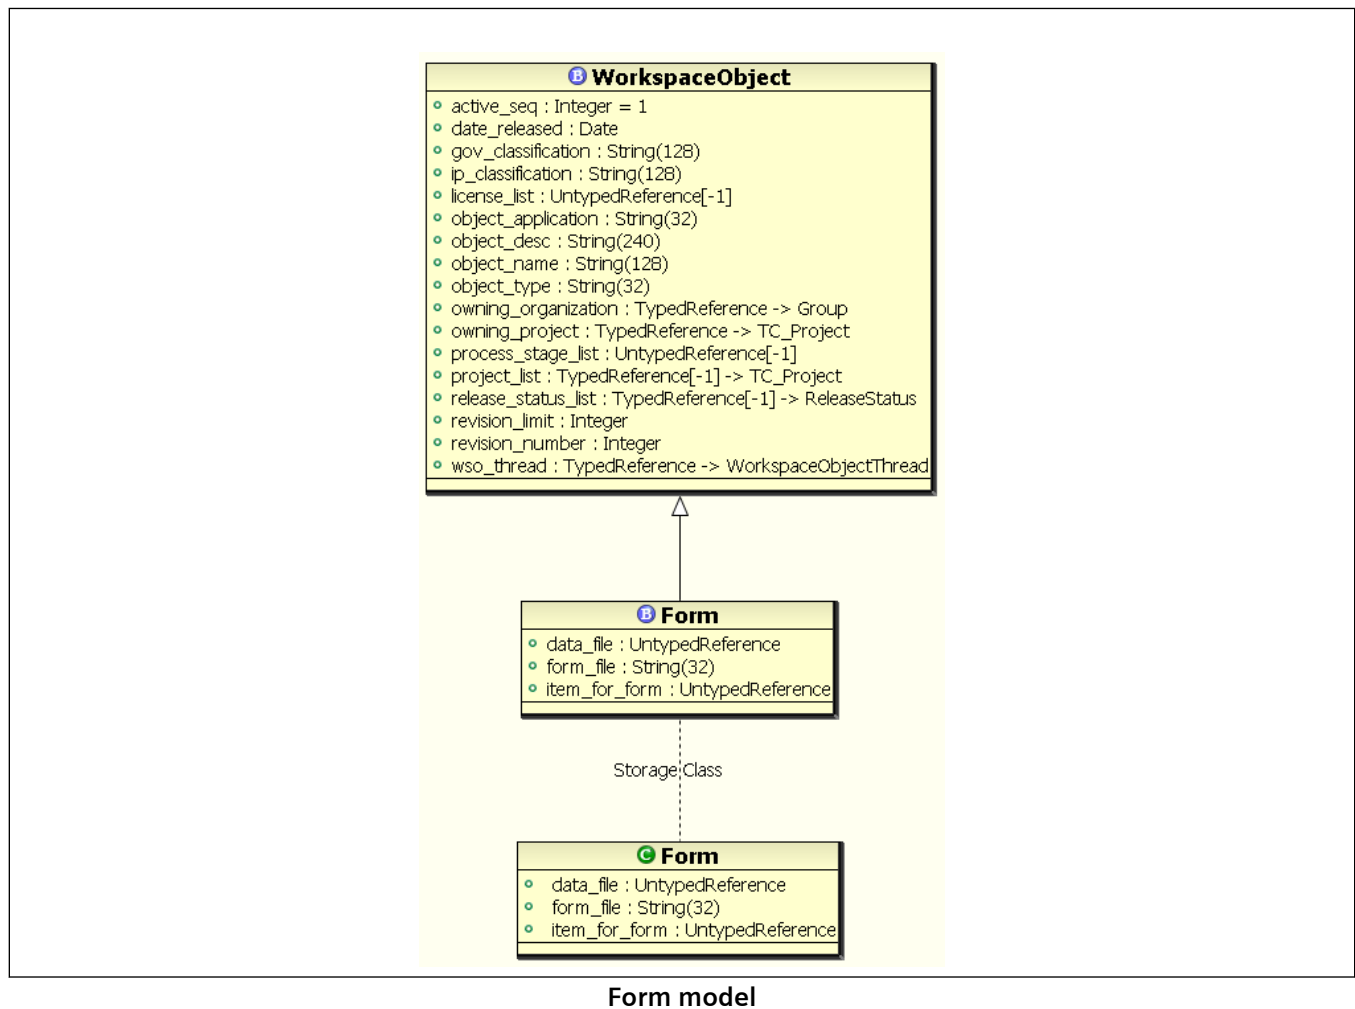 B WorkspaceObject
active_seq : Integer = 1
date_released : Date
gov_classification : String(128)
ip_classification : String(128)
license_list : UntypedReference[-1]
object_application : String(32)
object_desc : String(240)
object_name : String(128)
object_type : String(32)
owning_organization : TypedReference -> Group
owning_project : TypedReference -> TC_Project
process_stage_list : UntypedReference[-1]
project_list : TypedReference[-1] -> TC_Project
release_status_list : TypedReference[-1] -> ReleaseStatus
revision_limit : Integer
revision_number : Integer
wso_thread : TypedReference -> WorkspaceObjectThread
B Form
data_file : UntypedReference
form_file : String(32)
item_for_form : UntypedReference
Storage Class
C Form
data_file : UntypedReference
form_file : String(32)
item_for_form : UntypedReference
Form model